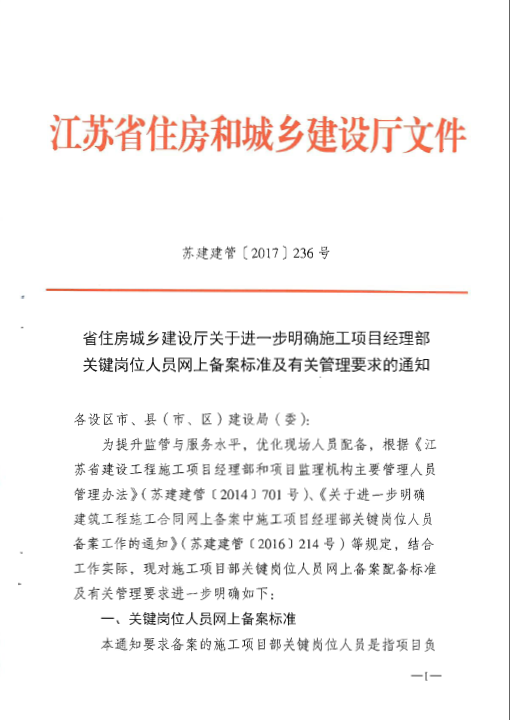 江苏省住房和城乡建设厅文件
苏建建管〔2017〕236 号
省住房城乡建设厅关于进一步明确施工项目经理部
关键岗位人员网上备案标准及有关管理要求的通知
各设区市、县（市、区）建设局（委）：
为提升监管与服务水平，优化现场人员配备，根据《江
苏省建设工程施工项目经理部和项目监理机构主要管理人员
管理办法》（苏建建管〔2014〕701 号）、《关于进一步明确
建筑工程施工合同网上备案中施工项目经理部关键岗位人员
备案工作的通知》（苏建建管〔2016〕214 号）等规定，结合
工作实际，现对施工项目部关键岗位人员网上备案配备标准
及有关管理要求进一步明确如下：
一、关键岗位人员网上备案标准
本通知要求备案的施工项目部关键岗位人员是指项目负
—1—